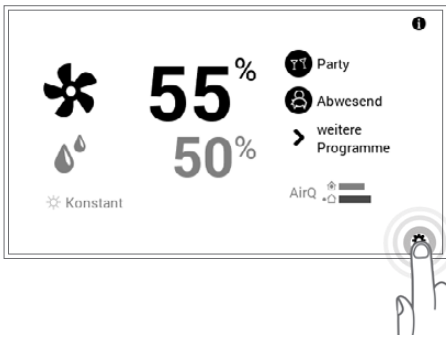 i
55%
Party
Abwesend
50%
weitere
Programme
Konstant
AirQ